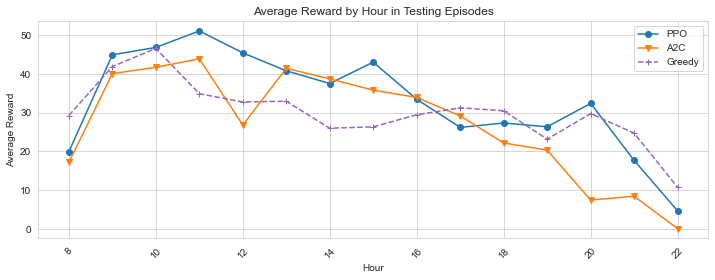 Average Reward by Hour in Testing Episodes
PPO
A2C
Greedy
Average Reward
50
40
30
20
10
0
8
10
12
14
16
18
20
22
Hour